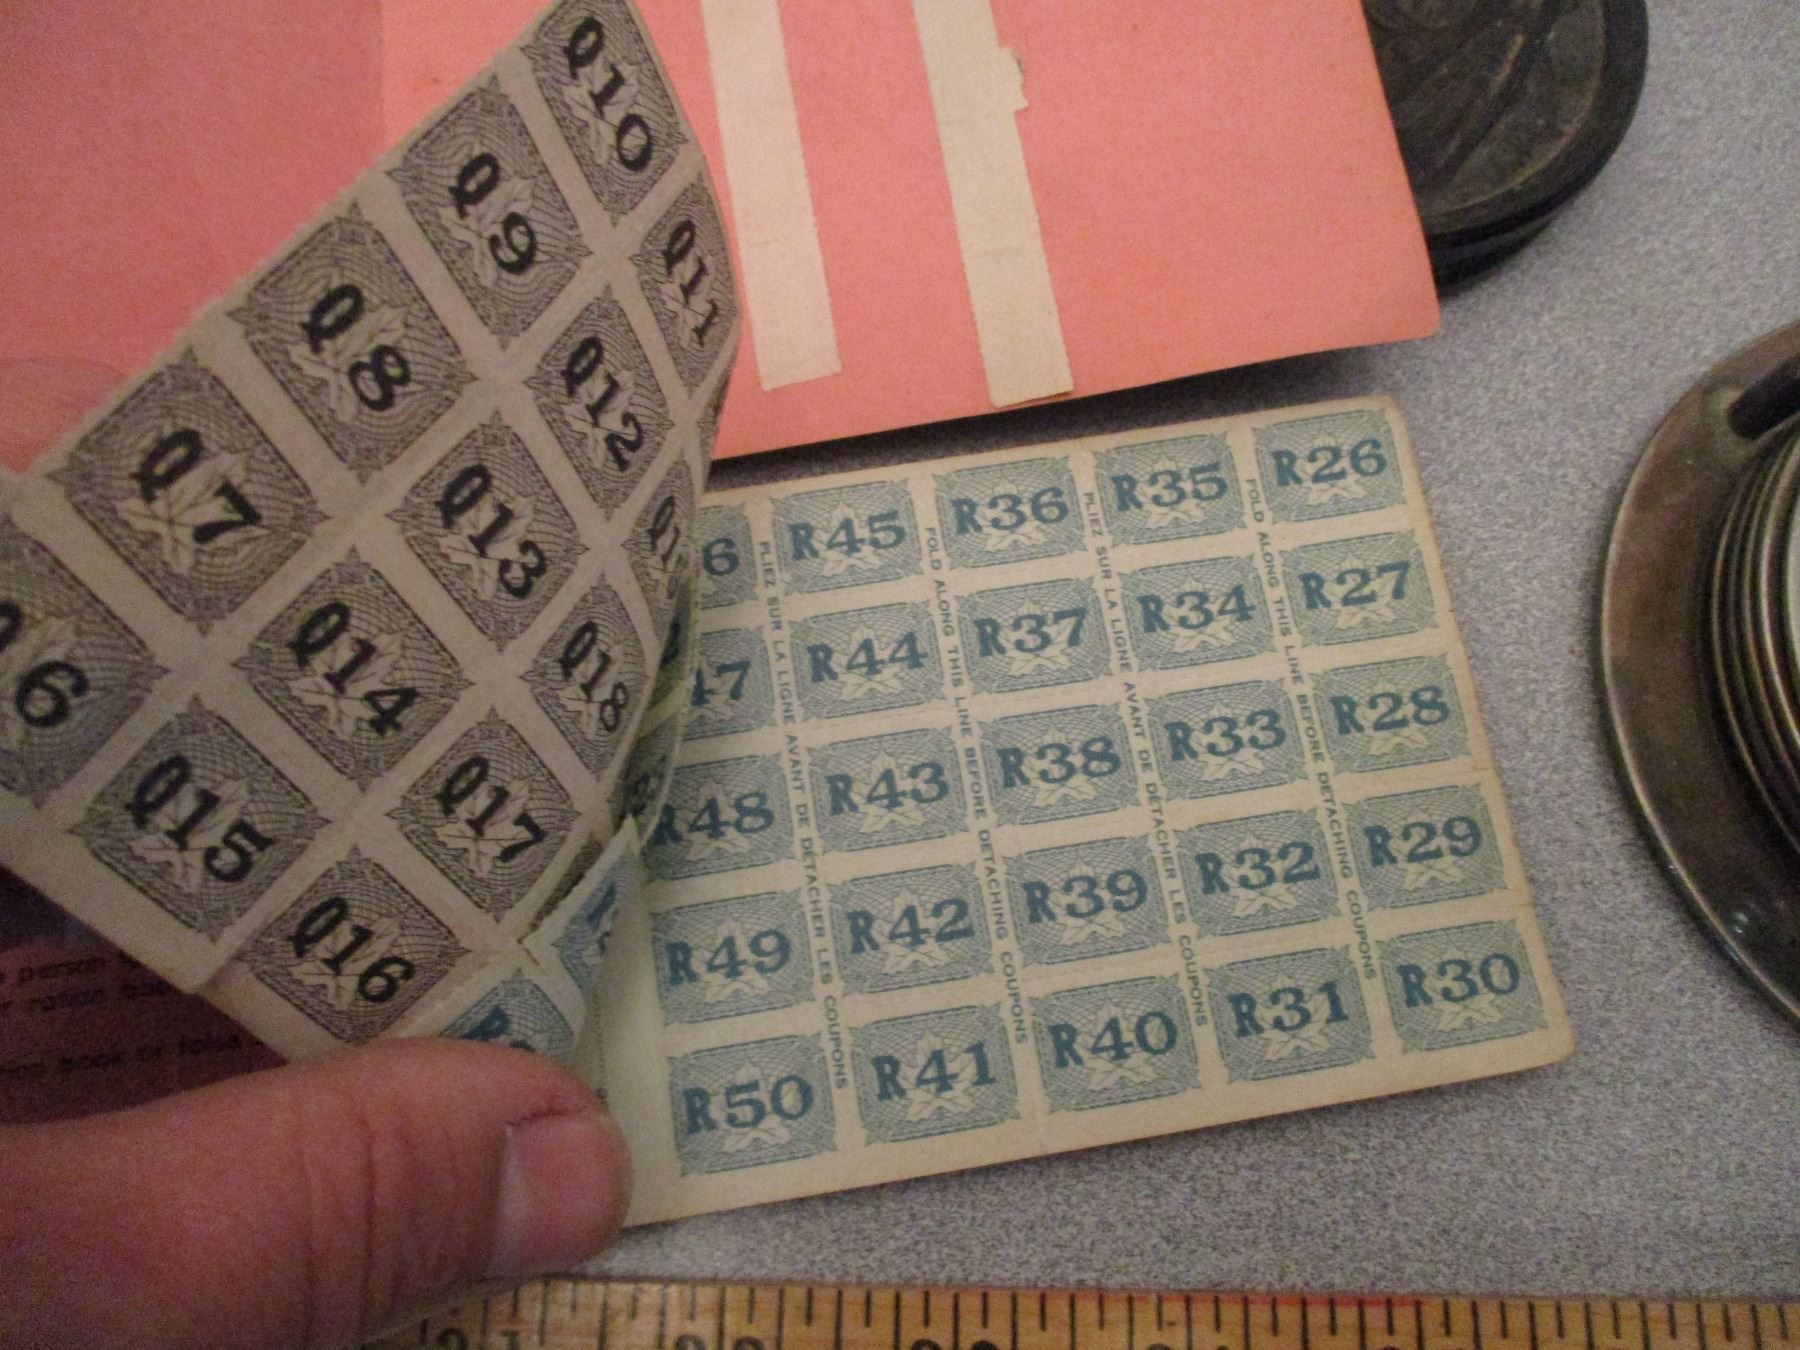 Q10
Q9 Q11
Q8 Q12
Q7 Q13
Q14 Q18
Q15 Q17
Q16
R45 R36 R35 R26
R44 R37 R34 R27
R48 R43 R38 R33 R28
R49 R42 R39 R32 R29
R50 R41 R40 R31 R30
PLIEZ SUR LA LIGNE AVANT DE DÉTACHER LES COUPONS
FOLD ALONG THIS LINE BEFORE DETACHING COUPONS
PLIEZ SUR LA LIGNE AVANT DE DÉTACHER LES COUPONS
FOLD ALONG THIS LINE BEFORE DETACHING COUPONS
person